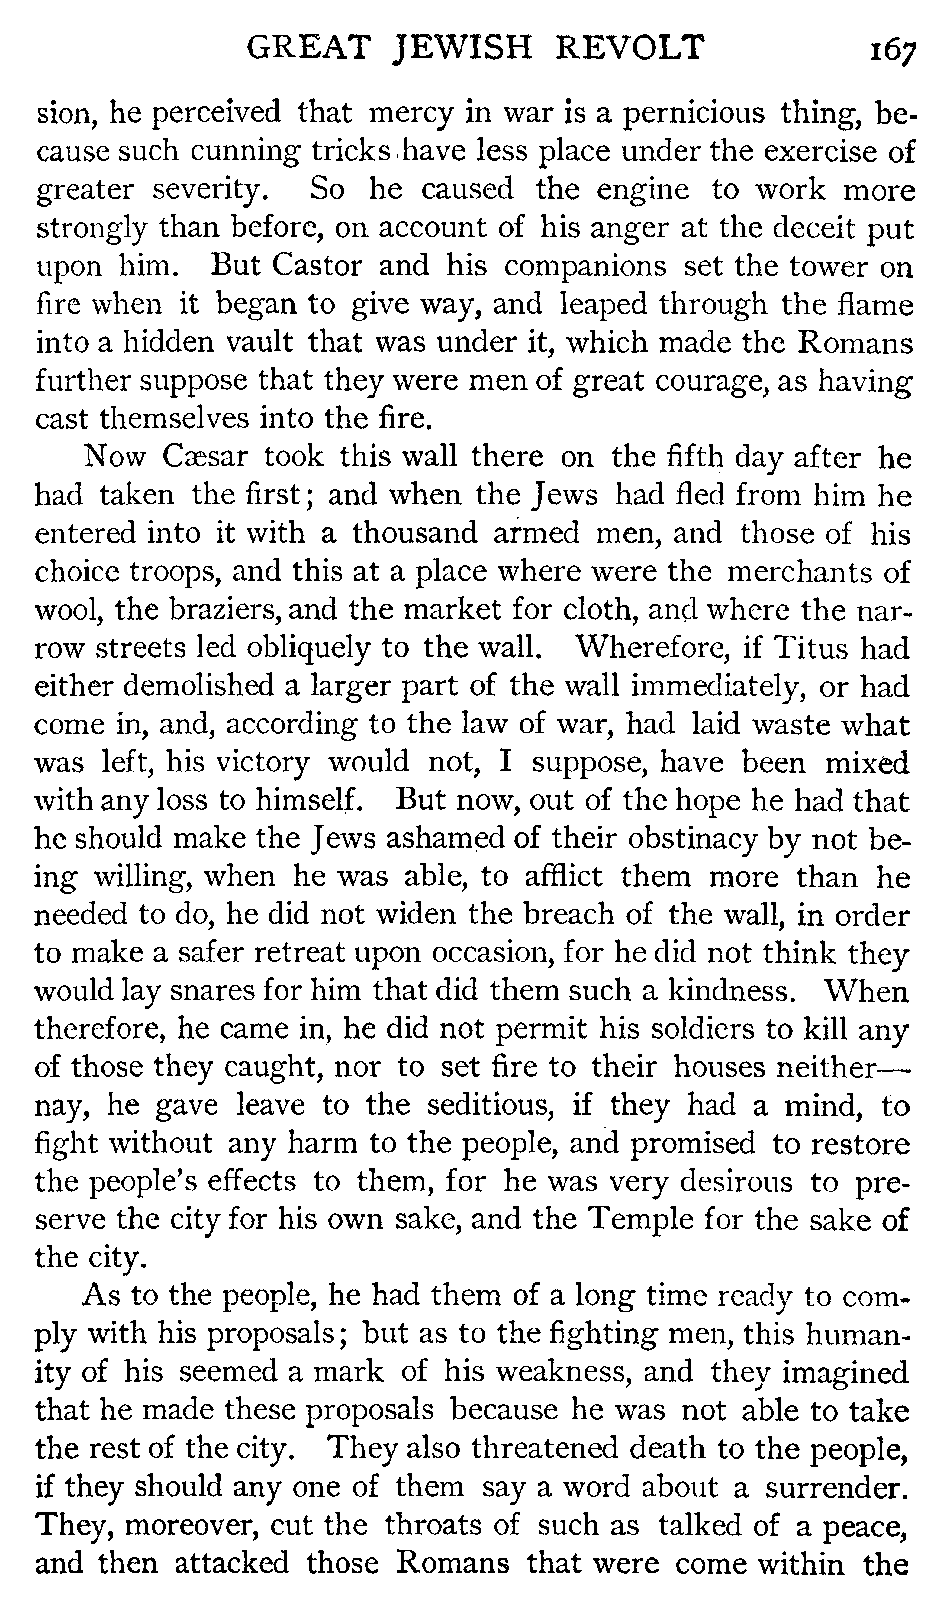 GREAT JEWISH REVOLT 167
sion, he perceived that mercy in war is a pernicious thing, be-
cause such cunning tricks have less place under the exercise of
greater severity. So he caused the engine to work more
strongly than before, on account of his anger at the deceit put
upon him. But Castor and his companions set the tower on
fire when it began to give way, and leaped through the flame
into a hidden vault that was under it, which made the Romans
further suppose that they were men of great courage, as having
cast themselves into the fire.
Now Cæsar took this wall there on the fifth day after he
had taken the first; and when the Jews had fled from him he
entered into it with a thousand armed men, and those of his
choice troops, and this at a place where were the merchants of
wool, the braziers, and the market for cloth, and where the nar-
row streets led obliquely to the wall. Wherefore, if Titus had
either demolished a larger part of the wall immediately, or had
come in, and, according to the law of war, had laid waste what
was left, his victory would not, I suppose, have been mixed
with any loss to himself. But now, out of the hope he had that
he should make the Jews ashamed of their obstinacy by not be-
ing willing, when he was able, to afflict them more than he
needed to do, he did not widen the breach of the wall, in order
to make a safer retreat upon occasion, for he did not think they
would lay snares for him that did them such a kindness. When
therefore, he came in, he did not permit his soldiers to kill any
of those they caught, nor to set fire to their houses neither—
nay, he gave leave to the seditious, if they had a mind, to
fight without any harm to the people, and promised to restore
the people's effects to them, for he was very desirous to pre-
serve the city for his own sake, and the Temple for the sake of
the city.
As to the people, he had them of a long time ready to com-
ply with his proposals; but as to the fighting men, this human-
ity of his seemed a mark of his weakness, and they imagined
that he made these proposals because he was not able to take
the rest of the city. They also threatened death to the people,
if they should any one of them say a word about a surrender.
They, moreover, cut the throats of such as talked of a peace,
and then attacked those Romans that were come within the